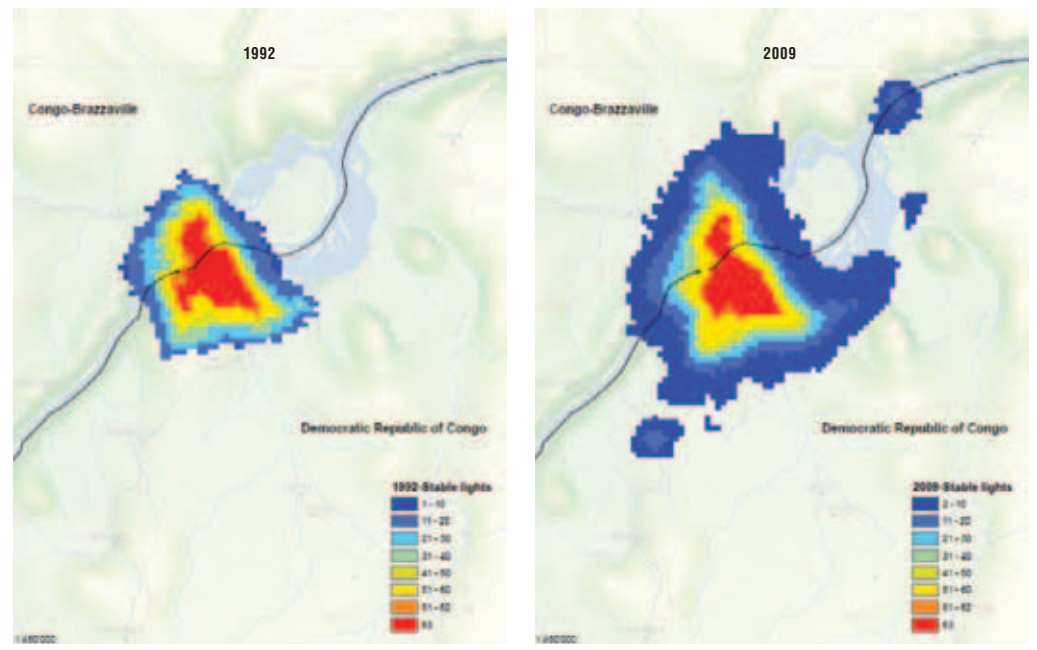 1992
Congo-Brazzaville
Democratic Republic of Congo
1992-Stable lights
1 - 10
11 - 20
21 - 30
31 - 40
41 - 50
51 - 60
61 - 62
63
2009
Congo-Brazzaville
Democratic Republic of Congo
2009-Stable lights
2 - 10
11 - 20
21 - 30
31 - 40
41 - 50
51 - 60
61 - 62
63